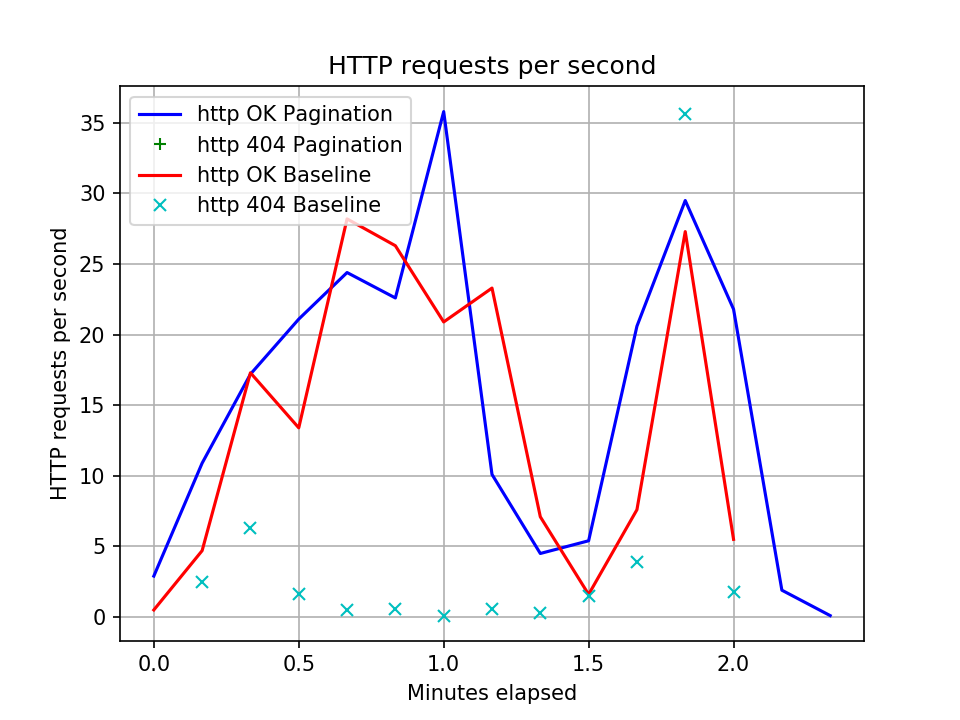 HTTP requests per second
http OK Pagination
http 404 Pagination
http OK Baseline
http 404 Baseline
35
30
25
20
15
10
5
0
HTTP requests per second
0.0 0.5 1.0 1.5 2.0
Minutes elapsed